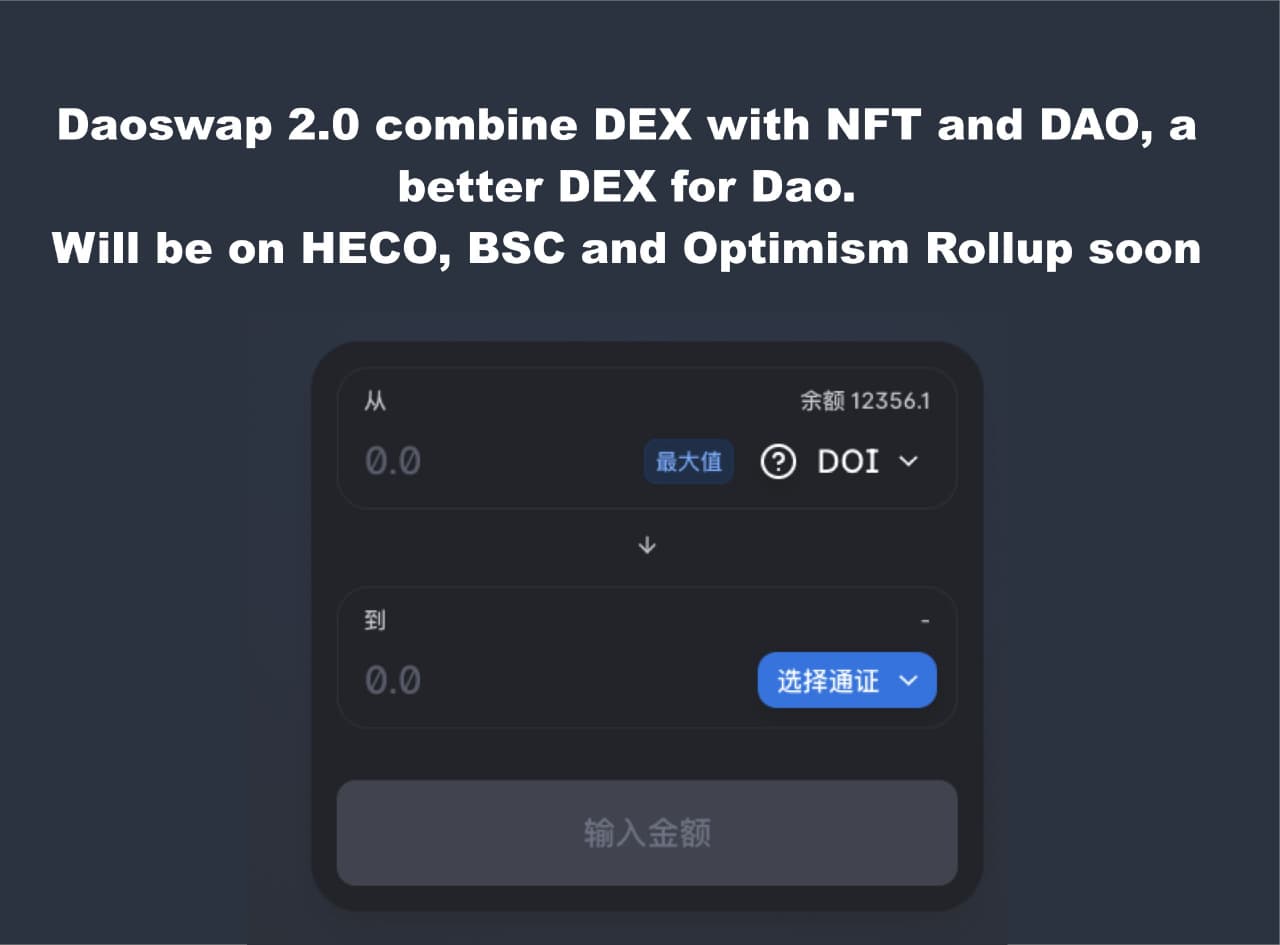 Daoswap 2.0 combine DEX with NFT and DAO, a
better DEX for Dao.
Will be on HECO, BSC and Optimism Rollup soon
从 余额 12356.1
0.0 最大值 DOI
到 -
0.0 选择通证
输入金额